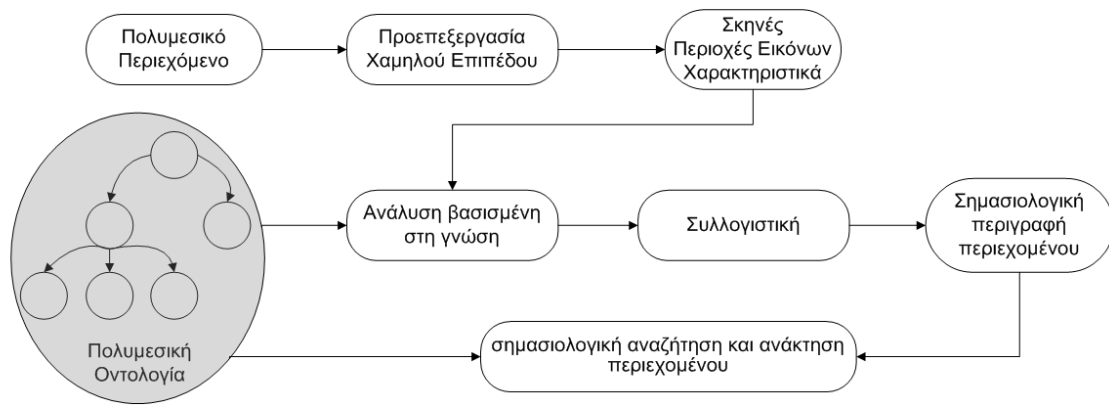 Πολυμεσικό
Περιεχόμενο
Προεπεξεργασία
Χαμηλού Επιπέδου
Σκηνές
Περιοχές Εικόνων
Χαρακτηριστικά
Ανάλυση βασισμένη
στη γνώση
Συλλογιστική
Σημασιολογική
περιγραφή
περιεχομένου
Πολυμεσική
Οντολογία
σημασιολογική αναζήτηση και ανάκτηση
περιεχομένου